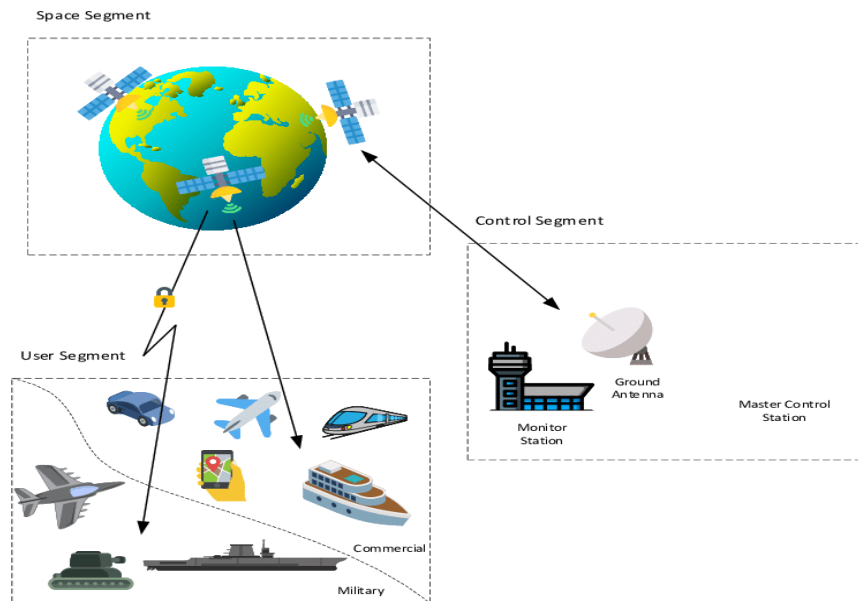 Space Segment
Control Segment
User Segment
Ground
Antenna
Master Control
Station
Monitor
Station
Commercial
Military